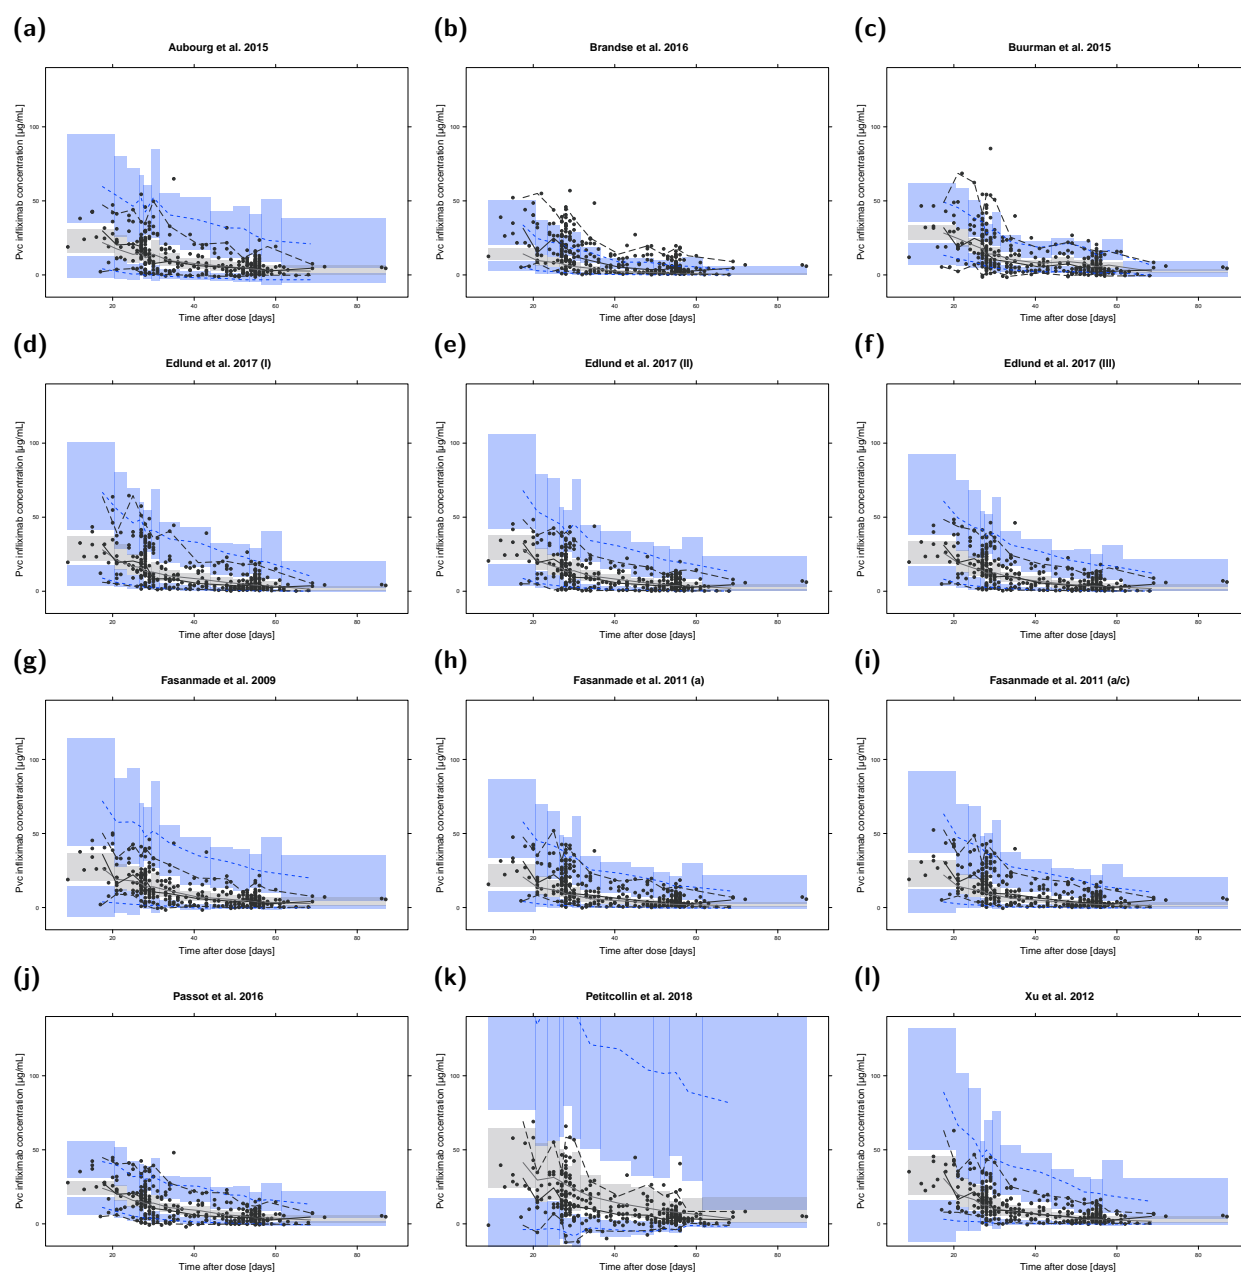 (a) (b) (c)
Aubourg et al. 2015 Brandse et al. 2016 Buurman et al. 2015
Pvc infliximab concentration [µg/mL] Pvc infliximab concentration [µg/mL] Pvc infliximab concentration [µg/mL]
100 100 100
50 50 50
0 0 0
20 40 60 80 20 40 60 80 20 40 60 80
Time after dose [days] Time after dose [days] Time after dose [days]
(d) (e) (f)
Edlund et al. 2017 (I) Edlund et al. 2017 (II) Edlund et al. 2017 (III)
Pvc infliximab concentration [µg/mL] Pvc infliximab concentration [µg/mL] Pvc infliximab concentration [µg/mL]
100 100 100
50 50 50
0 0 0
20 40 60 80 20 40 60 80 20 40 60 80
Time after dose [days] Time after dose [days] Time after dose [days]
(g) (h) (i)
Fasanmade et al. 2009 Fasanmade et al. 2011 (a) Fasanmade et al. 2011 (a/c)
Pvc infliximab concentration [µg/mL] Pvc infliximab concentration [µg/mL] Pvc infliximab concentration [µg/mL]
100 100 100
50 50 50
0 0 0
20 40 60 80 20 40 60 80 20 40 60 80
Time after dose [days] Time after dose [days] Time after dose [days]
(j) (k) (l)
Passot et al. 2016 Petitcollin et al. 2018 Xu et al. 2012
Pvc infliximab concentration [µg/mL] Pvc infliximab concentration [µg/mL] Pvc infliximab concentration [µg/mL]
100 100 100
50 50 50
0 0 0
20 40 60 80 20 40 60 80 20 40 60 80
Time after dose [days] Time after dose [days] Time after dose [days]